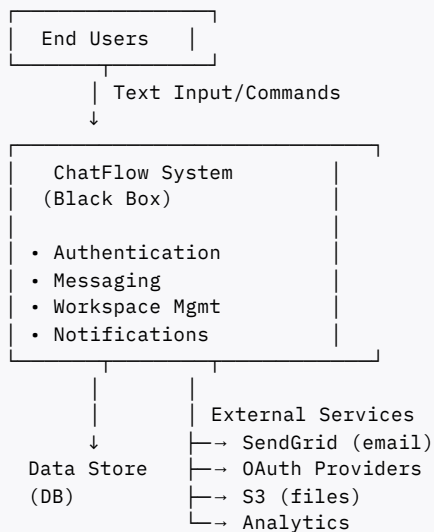 End Users
Text Input/Commands
ChatFlow System
(Black Box)
• Authentication
• Messaging
• Workspace Mgmt
• Notifications
External Services
SendGrid (email)
Data Store
OAuth Providers
(DB)
S3 (files)
Analytics